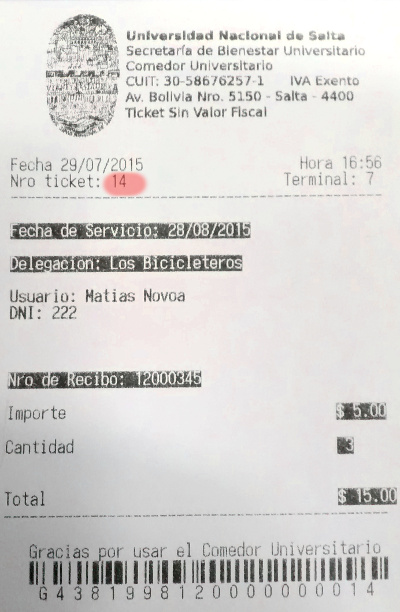 Universidad Nacional de Salta
Secretaría de Bienestar Universitario
Comedor Universitario
CUIT: 30-58676257-1 IVA Exento
Av. Bolivia Nro. 5150 - Salta - 4400
Ticket Sin Valor Fiscal
Fecha 29/07/2015 Hora 16:56
Nro ticket: 14 Terminal: 7
Fecha de Servicio: 28/08/2015
Delegacion: Los Bicicleteros
Usuario: Matias Novoa
DNI: 222
Nro de Recibo: 12000345
Importe $ 5.00
Cantidad 3
Total $ 15.00
Gracias por usar el Comedor Universitario
G43819981200000000014